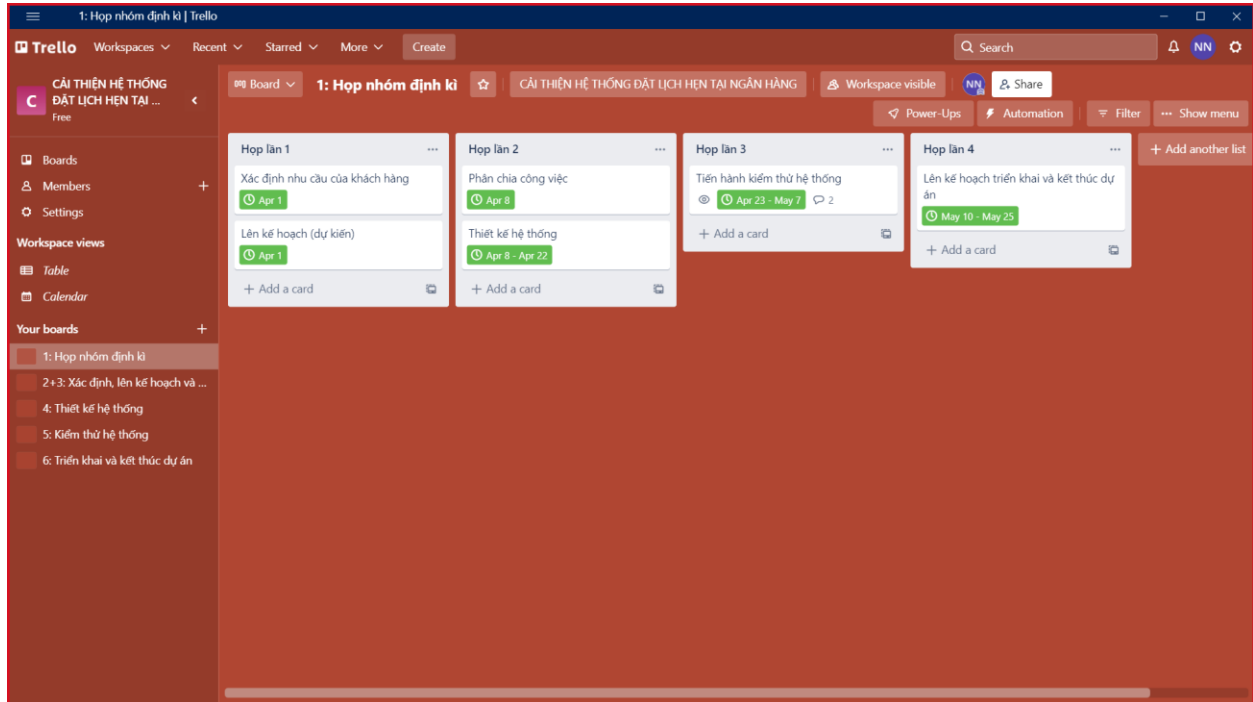 1: Họp nhóm định kì | Trello
Trello Workspaces Recent Starred More Create Search NN
CẢI THIỆN HỆ THỐNG
ĐẶT LỊCH HẸN TẠI ...
Free
C
Board 1: Họp nhóm định kì CẢI THIỆN HỆ THỐNG ĐẶT LỊCH HẸN TẠI NGÂN HÀNG Workspace visible NN Share
Power-Ups Automation Filter ... Show menu
Boards
Members +
Settings
Workspace views
Table
Calendar
Your boards +
1: Họp nhóm định kì
2+3: Xác định, lên kế hoạch và ...
4: Thiết kế hệ thống
5: Kiểm thử hệ thống
6: Triển khai và kết thúc dự án
Họp lần 1 ...
Xác định nhu cầu của khách hàng
Apr 1
Lên kế hoạch (dự kiến)
Apr 1
+ Add a card
Họp lần 2 ...
Phân chia công việc
Apr 8
Thiết kế hệ thống
Apr 8 - Apr 22
+ Add a card
Họp lần 3 ...
Tiến hành kiểm thử hệ thống
Apr 23 - May 7 2
+ Add a card
Họp lần 4 ...
Lên kế hoạch triển khai và kết thúc dự
án
May 10 - May 25
+ Add a card
+ Add another list